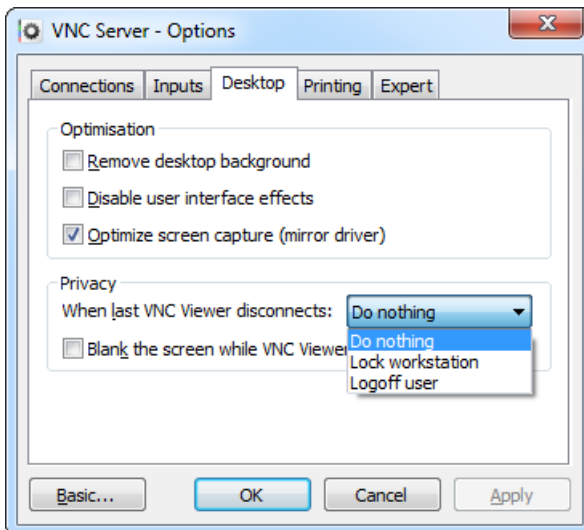 VNC Server - Options
Connections Inputs Desktop Printing Expert
Optimisation
Remove desktop background
Disable user interface effects
Optimize screen capture (mirror driver)
Privacy
When last VNC Viewer disconnects: Do nothing
Do nothing
Blank the screen while VNC Viewer
Lock workstation
Logoff user
Basic... OK Cancel Apply